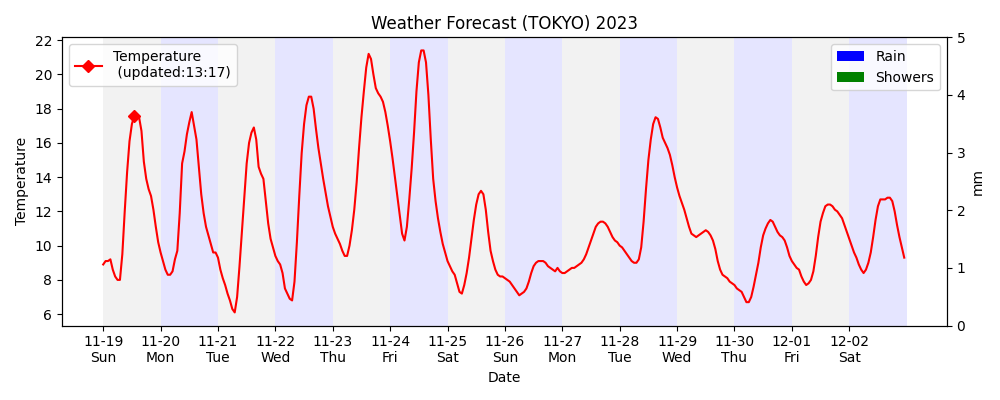 Weather Forecast (TOKYO) 2023
Temperature
(updated:13:17)
Rain
Showers
22
20
18
16
14
12
10
8
6
Temperature
5
4
3
2
1
0
mm
11-19 11-20 11-21 11-22 11-23 11-24 11-25 11-26 11-27 11-28 11-29 11-30 12-01 12-02
Sun Mon Tue Wed Thu Fri Sat Sun Mon Tue Wed Thu Fri Sat
Date